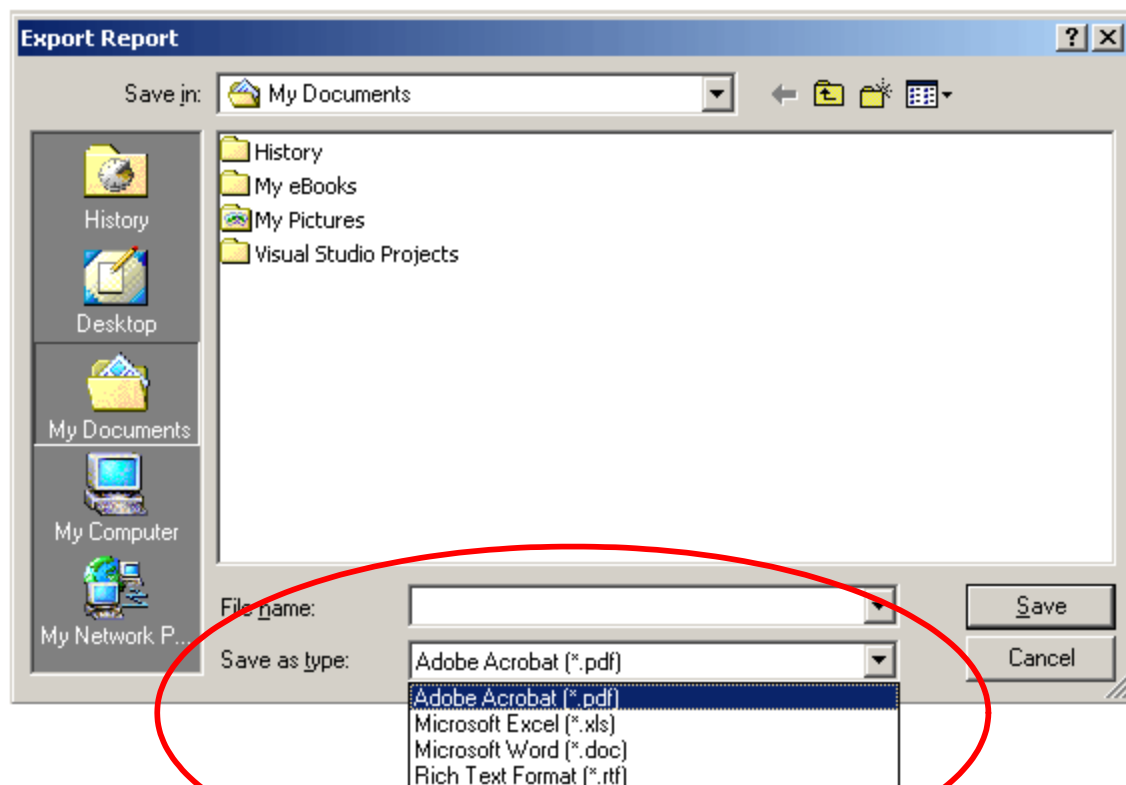 Export Report
Save in:
My Documents
History
My eBooks
My Pictures
Visual Studio Projects
History
Desktop
My Documents
My Computer
My Network P...
File name:
Save
Save as type:
Adobe Acrobat (*.pdf)
Cancel
Adobe Acrobat (*.pdf)
Microsoft Excel (*.xls)
Microsoft Word (*.doc)
Rich Text Format (*.rtf)